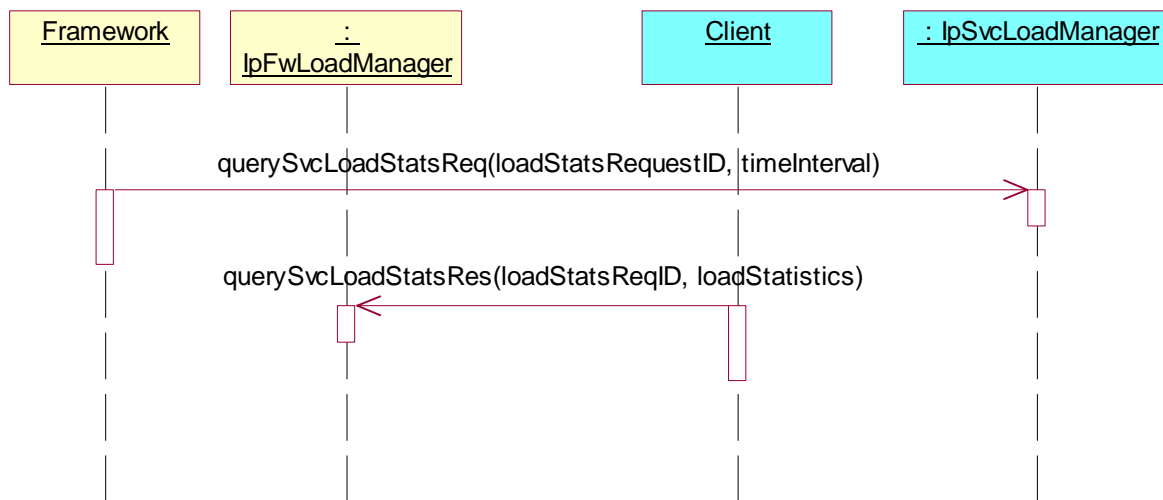 Framework
:
IpFwLoadManager
Client
: IpSvcLoadManager
querySvcLoadStatsReq(loadStatsRequestID, timeInterval)
querySvcLoadStatsRes(loadStatsReqID, loadStatistics)